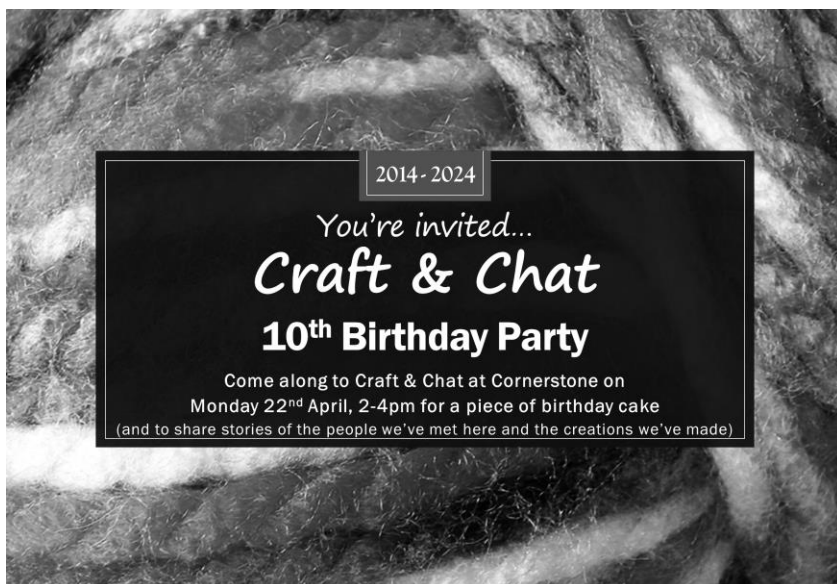 2014-2024
You're invited...
Craft & Chat
10th Birthday Party
Come along to Craft & Chat at Cornerstone on
Monday 22nd April, 2-4pm for a piece of birthday cake
(and to share stories of the people we've met here and the creations we've made)